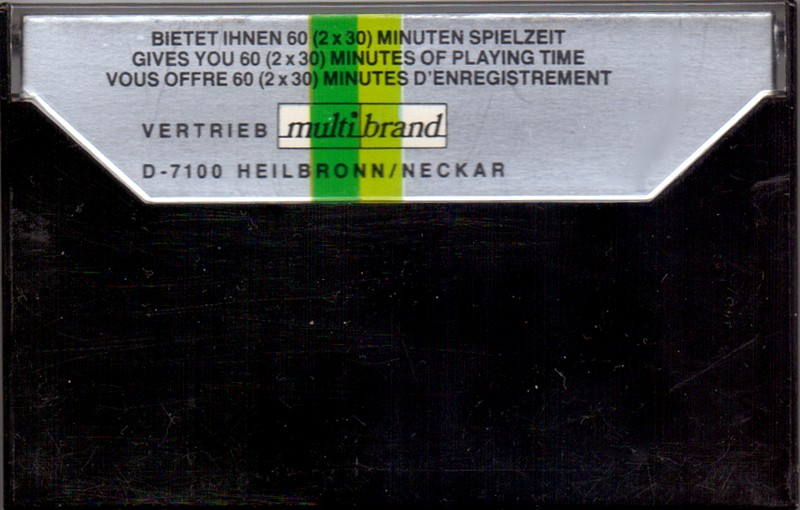 BIETET IHNEN 60 (2 x 30) MINUTEN SPIELZEIT
GIVES YOU 60 (2 x 30) MINUTES OF PLAYING TIME
VOUS OFFRE 60 (2 x 30) MINUTES D'ENREGISTREMENT
VERTRIEB multi brand
D-7100 HEILBRONN/NECKAR